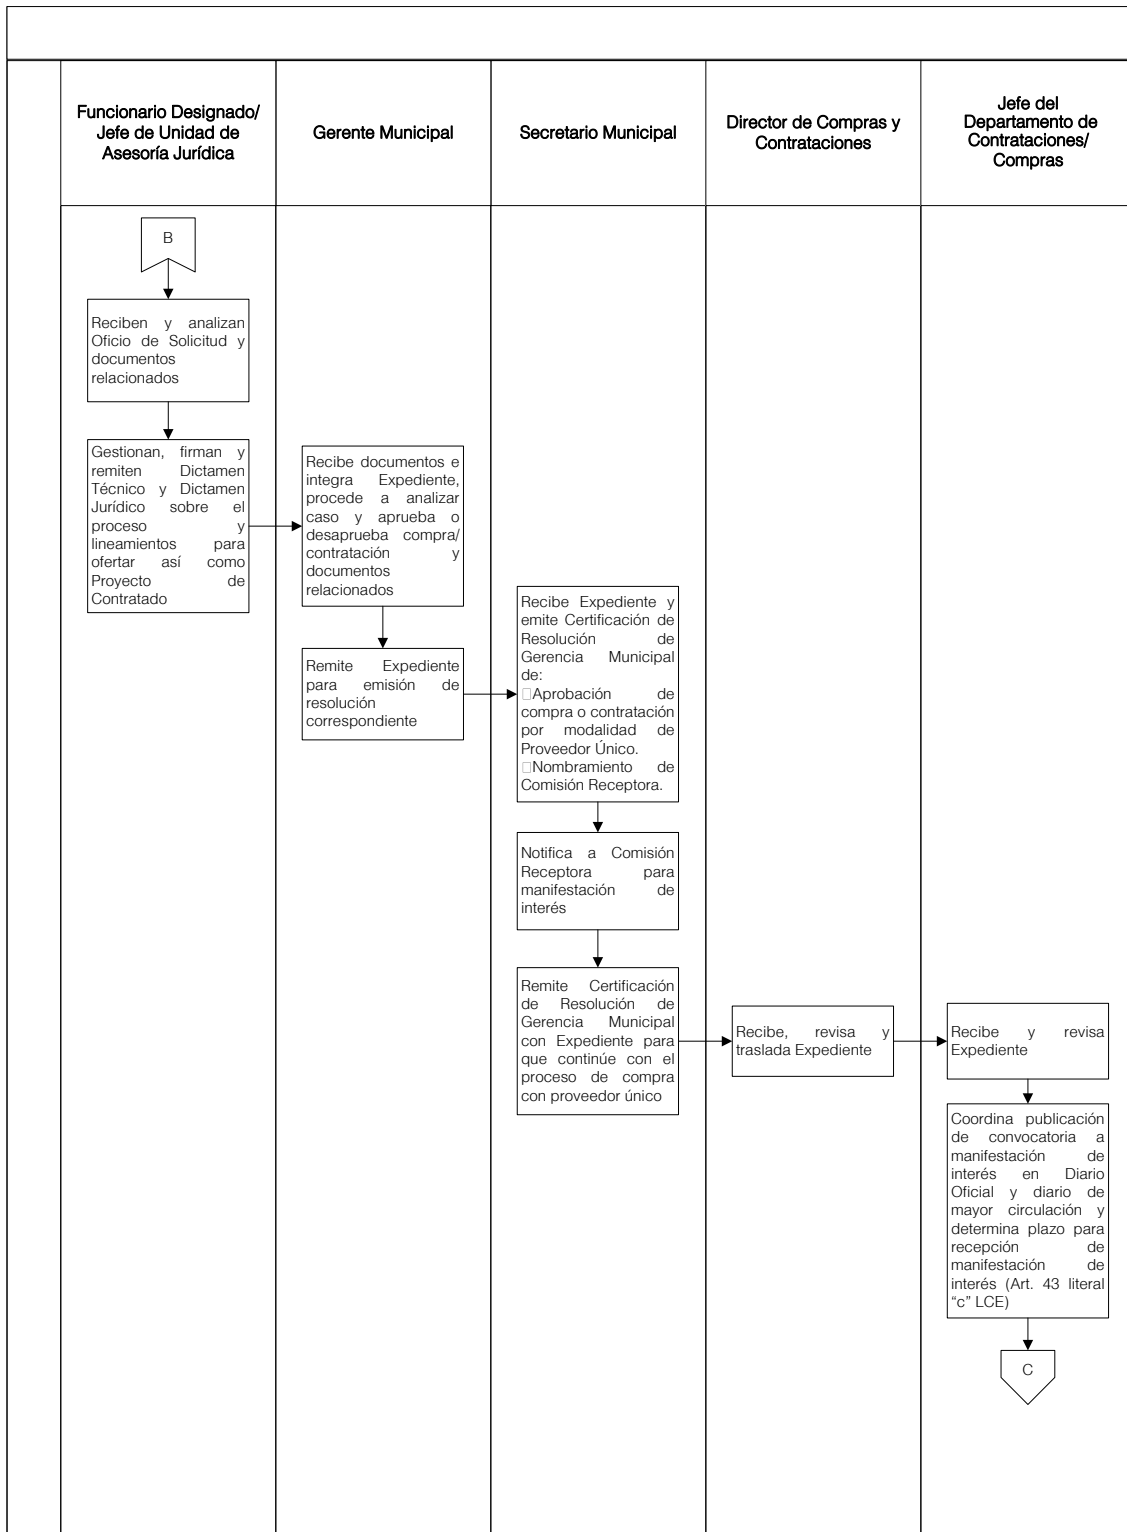 Funcionario Designado/
Jefe de Unidad de
Asesoría Jurídica
Gerente Municipal
Secretario Municipal
Director de Compras y
Contrataciones
Jefe del
Departamento de
Contrataciones/
Compras
B
Reciben y analizan
Oficio de Solicitud y
documentos
relacionados
Gestionan, firman y
remiten Dictamen
Técnico y Dictamen
Jurídico sobre el
proceso y
lineamientos para
ofertar así como
Proyecto de
Contratado
Recibe documentos e
integra Expediente,
procede a analizar
caso y aprueba o
desaprueba compra/
contratación y
documentos
relacionados
Remite Expediente
para emisión de
resolución
correspondiente
Recibe Expediente y
emite Certificación de
Resolución de
Gerencia Municipal
de:
Aprobación de
compra o contratación
por modalidad de
Proveedor Único.
Nombramiento de
Comisión Receptora.
Notifica a Comisión
Receptora para
manifestación de
interés
Remite Certificación
de Resolución de
Gerencia Municipal
con Expediente para
que continúe con el
proceso de compra
con proveedor único
Recibe, revisa y
traslada Expediente
Recibe y revisa
Expediente
Coordina publicación
de convocatoria a
manifestación de
interés en Diario
Oficial y diario de
mayor circulación y
determina plazo para
recepción de
manifestación de
interés (Art. 43 literal
“c” LCE)
C